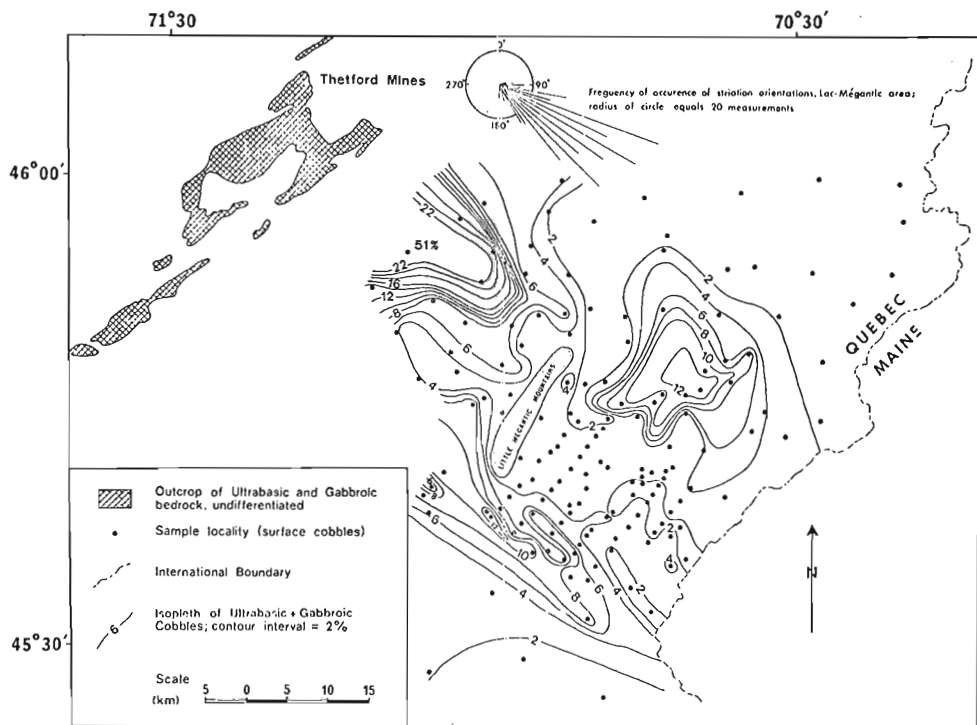 71°30
70°30
46°00'
45°30'
Thetford Mines
0°
270°
90°
180°
Frequency of occurence of striation orientations, Lac-Mégantic area;
radius of circle equals 20 measurements
22
51%
22
16
12
8
6
4
2
4
6
2
4
6
8
10
12
4
2
4
QUEBEC
MAINE
LITTLE MEGANTIC MOUNTAINS
6
10
8
4
2
6
4
2
2
4
2
N
Outcrop of Ultrabasic and Gabbroic
bedrock, undifferentiated
Sample locality (surface cobbles)
International Boundary
6
Isopleth of Ultrabasic + Gabbroic
Cobbles; contour interval = 2%
Scale
(km)
5 0 5 10 15